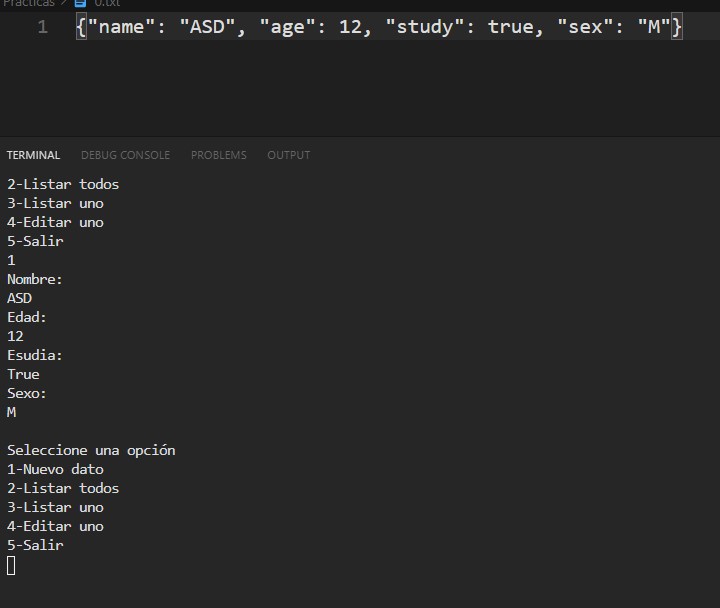 Prácticas > 0.txt
1 {"name": "ASD", "age": 12, "study": true, "sex": "M"}
TERMINAL DEBUG CONSOLE PROBLEMS OUTPUT
2-Listar todos
3-Listar uno
4-Editar uno
5-Salir
1
Nombre:
ASD
Edad:
12
Esudia:
True
Sexo:
M
Seleccione una opción
1-Nuevo dato
2-Listar todos
3-Listar uno
4-Editar uno
5-Salir